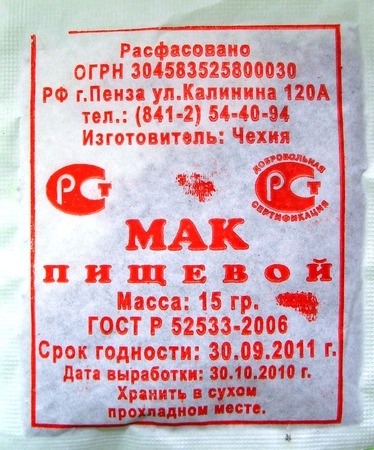 Расфасовано
ОГРН 304583525800030
РФ г.Пенза ул.Калинина 120А
тел.: (841-2) 54-40-94
Изготовитель: Чехия
РСТ
ДОБРОВОЛЬНАЯ
РСТ
СЕРТИФИКАЦИЯ
МАК
ПИЩЕВОЙ
Масса: 15 гр.
ГОСТ Р 52533-2006
Срок годности: 30.09.2011 г.
Дата выработки: 30.10.2010 г.
Хранить в сухом
прохладном месте.